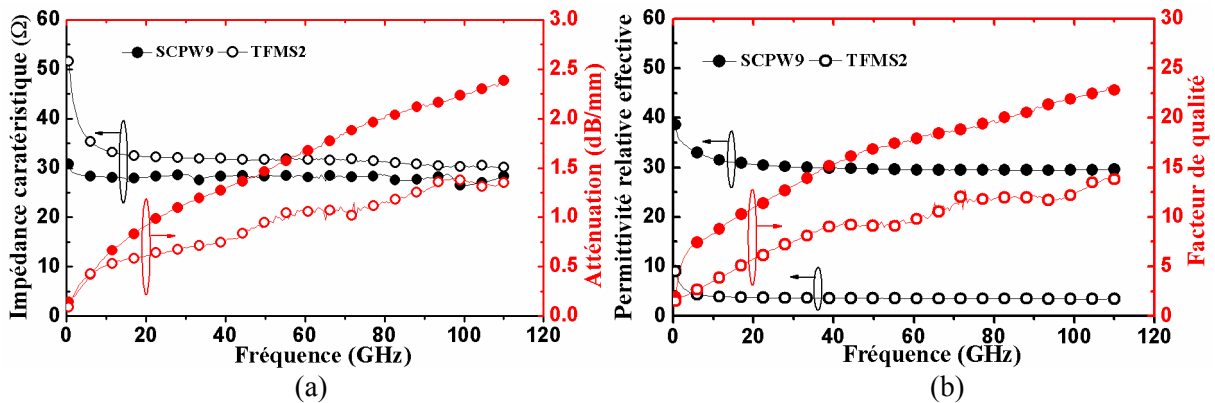 Impédance caratéristique (Ω)
60
50
40
30
20
10
0
SCPW9
TFMS2
3.0
2.5
2.0
1.5
1.0
0.5
0.0
Atténuation (dB/mm)
0 20 40 60 80 100 120
Fréquence (GHz)
(a)
Permittivité relative effective
60
50
40
30
20
10
0
SCPW9
TFMS2
30
25
20
15
10
5
0
Facteur de qualité
0 20 40 60 80 100 120
Fréquence (GHz)
(b)